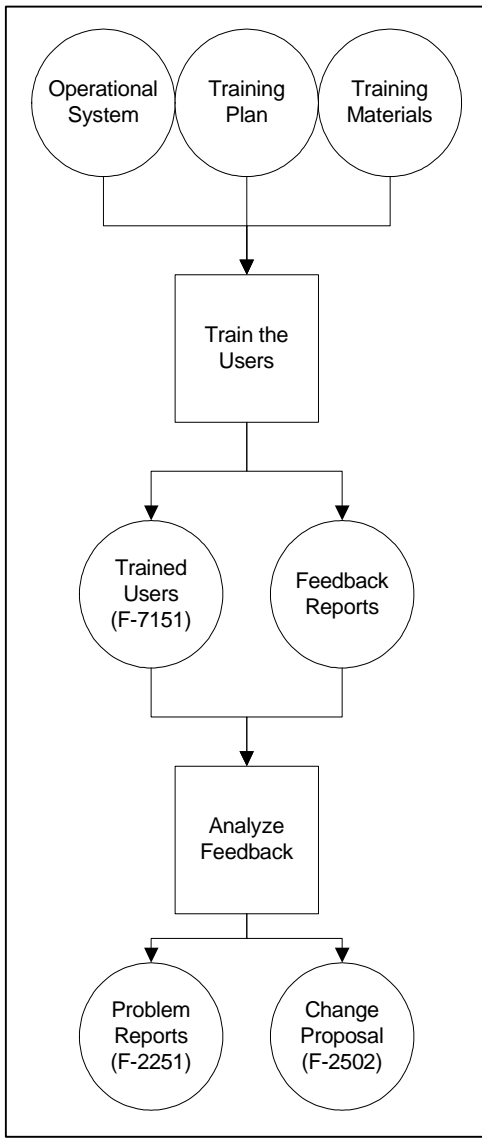 Operational
System
Training
Plan
Training
Materials
Train the
Users
Trained
Users
(F-7151)
Feedback
Reports
Analyze
Feedback
Problem
Reports
(F-2251)
Change
Proposal
(F-2502)